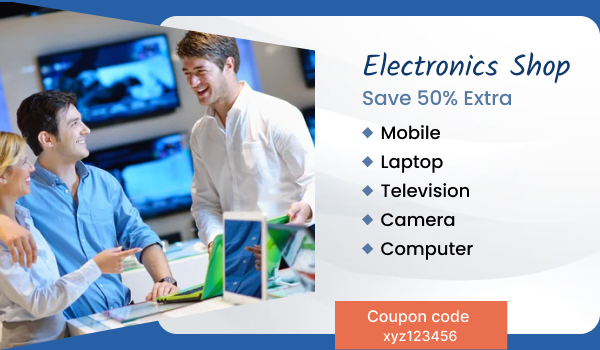 Electronics Shop
Save 50% Extra
Mobile
Laptop
Television
Camera
Computer
Coupon code
xyz123456